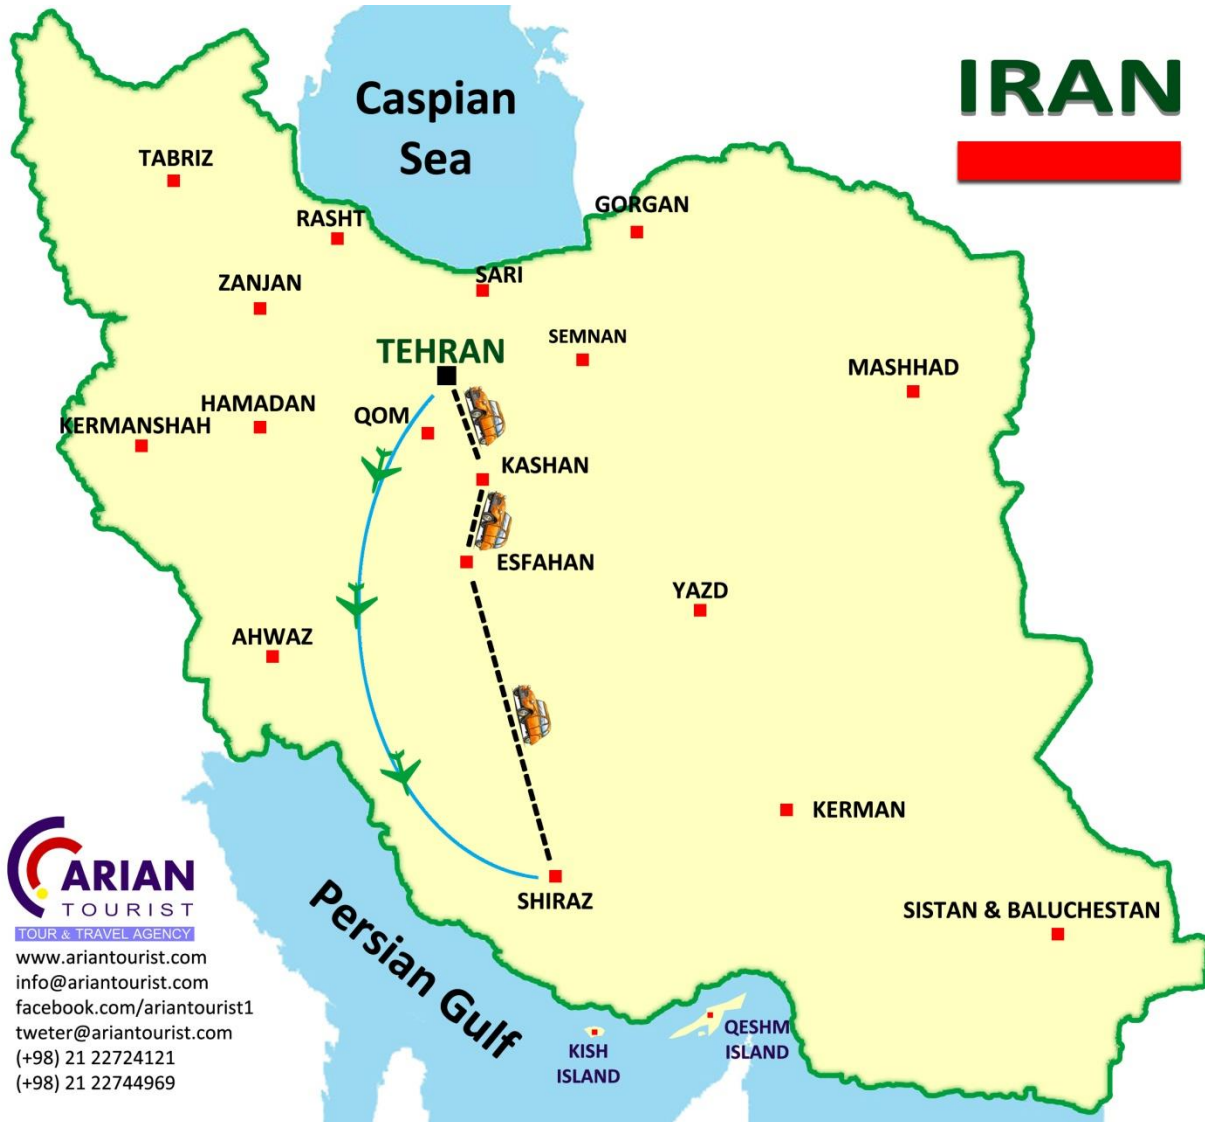 IRAN
Caspian
Sea
TABRIZ
RASHT
GORGAN
ZANJAN
SARI
SEMNAN
TEHRAN
MASHHAD
HAMADAN
QOM
KERMANSHAH
KASHAN
ESFAHAN
YAZD
AHWAZ
KERMAN
SHIRAZ
SISTAN & BALUCHESTAN
Persian Gulf
QESHM
ISLAND
KISH
ISLAND
ARIAN
TOURIST
TOUR & TRAVEL AGENCY
www.ariantourist.com
info@ariantourist.com
facebook.com/ariantourist1
tweter@ariantourist.com
(+98) 21 22724121
(+98) 21 22744969